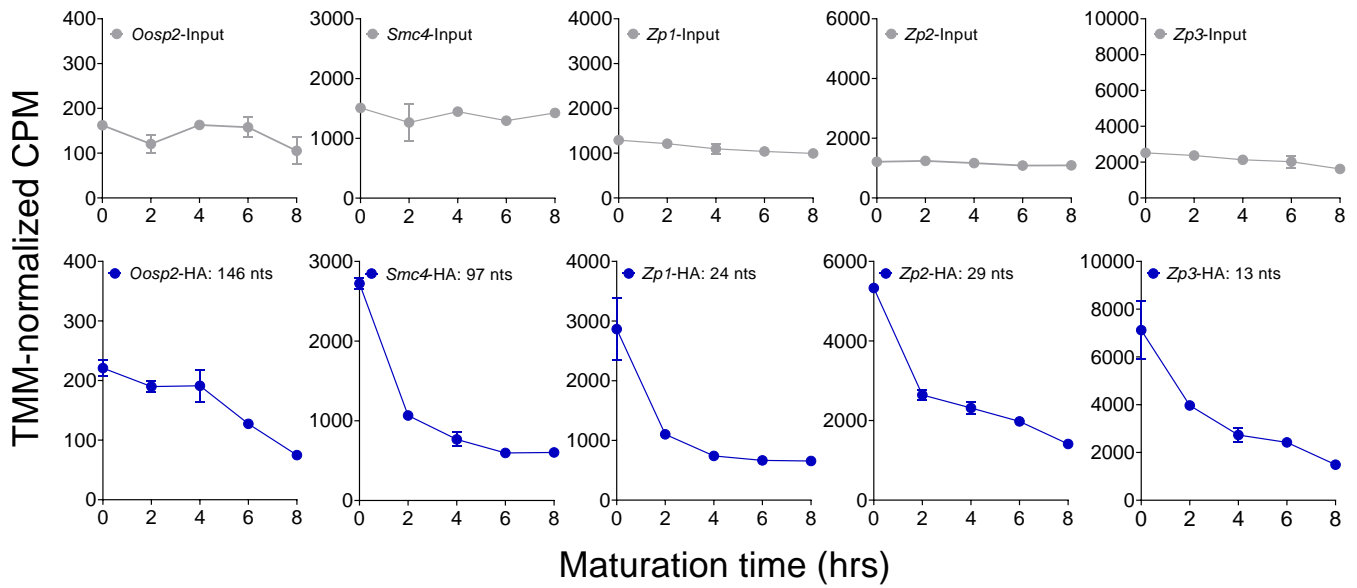 TMM-normalized CPM
Oosp2-Input
400
300
200
100
0
0 2 4 6 8
Smc4-Input
3000
2000
1000
0
0 2 4 6 8
Zp1-Input
4000
3000
2000
1000
0
0 2 4 6 8
Zp2-Input
6000
4000
2000
0
0 2 4 6 8
Zp3-Input
10000
8000
6000
4000
2000
0
0 2 4 6 8
Oosp2-HA: 146 nts
400
300
200
100
0
0 2 4 6 8
Smc4-HA: 97 nts
3000
2000
1000
0
0 2 4 6 8
Zp1-HA: 24 nts
4000
3000
2000
1000
0
0 2 4 6 8
Zp2-HA: 29 nts
6000
4000
2000
0
0 2 4 6 8
Zp3-HA: 13 nts
10000
8000
6000
4000
2000
0
0 2 4 6 8
Maturation time (hrs)